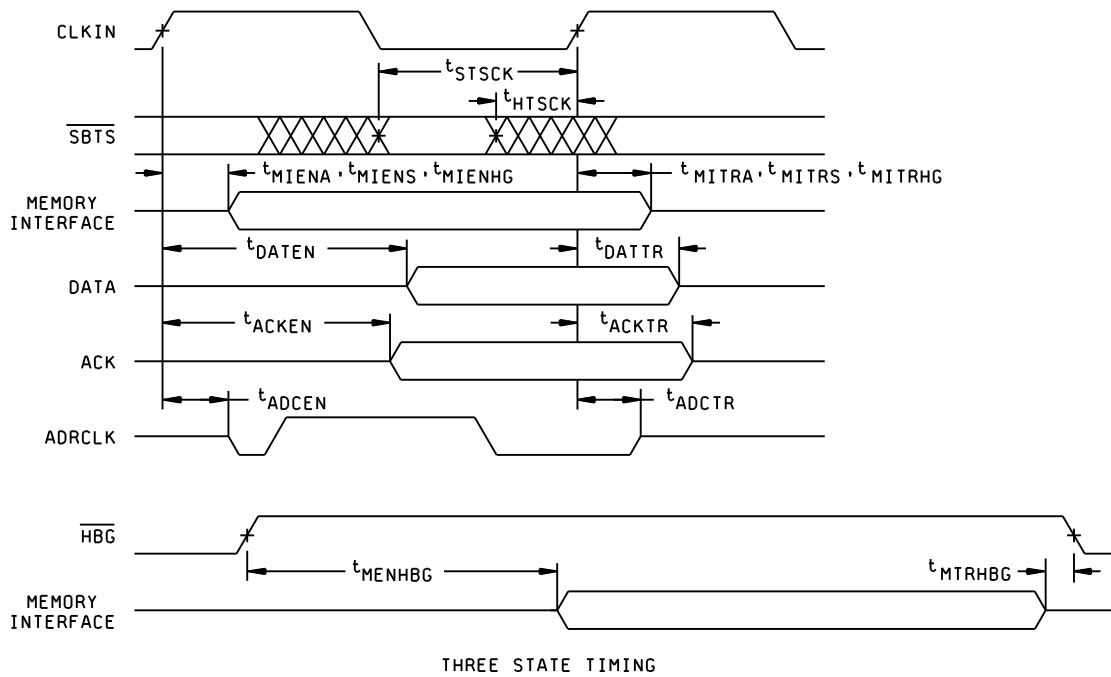 CLKIN
tSTSCK
tHTSCK
SBTS
tMIENA, tMIENS, tMIENHG
tMITRA, tMITRS, tMITRHG
MEMORY
INTERFACE
tDATEN
tDATTR
DATA
tACKEN
tACKTR
ACK
tADCEN
tADCTR
ADRCLK
HBG
tMENHBG
tMTRHBG
MEMORY
INTERFACE
THREE STATE TIMING